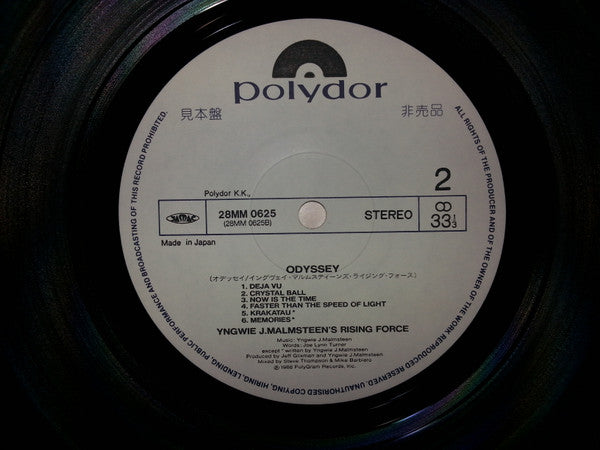 polydor
見本盤
非売品
Polydor K.K.,
2
28MM 0625
(28MM 0625B)
STEREO
33 1/3
Made in Japan
ODYSSEY
(オデッセイ/イングヴェイ・マルムスティーンズ・ライジング・フォース)
1. DEJA VU
2. CRYSTAL BALL
3. NOW IS THE TIME
4. FASTER THAN THE SPEED OF LIGHT
5. KRAKATAU*
6. MEMORIES*
YNGWIE J.MALMSTEEN'S RISING FORCE
Music: Yngwie J.Malmsteen
Words: Joe Lynn Turner
except * written by Yngwie J.Malmsteen
Produced by Jeff Glixman and Yngwie J.Malmsteen
Mixed by Steve Thompson & Mike Barbiero
1988 PolyGram Records, Inc.
ALL RIGHTS OF THE PRODUCER AND OF THE OWNER OF THE WORK REPRODUCED RESERVED. UNAUTHORISED COPYING, HIRING, LENDING, PUBLIC PERFORMANCE AND BROADCASTING OF THIS RECORD PROHIBITED.